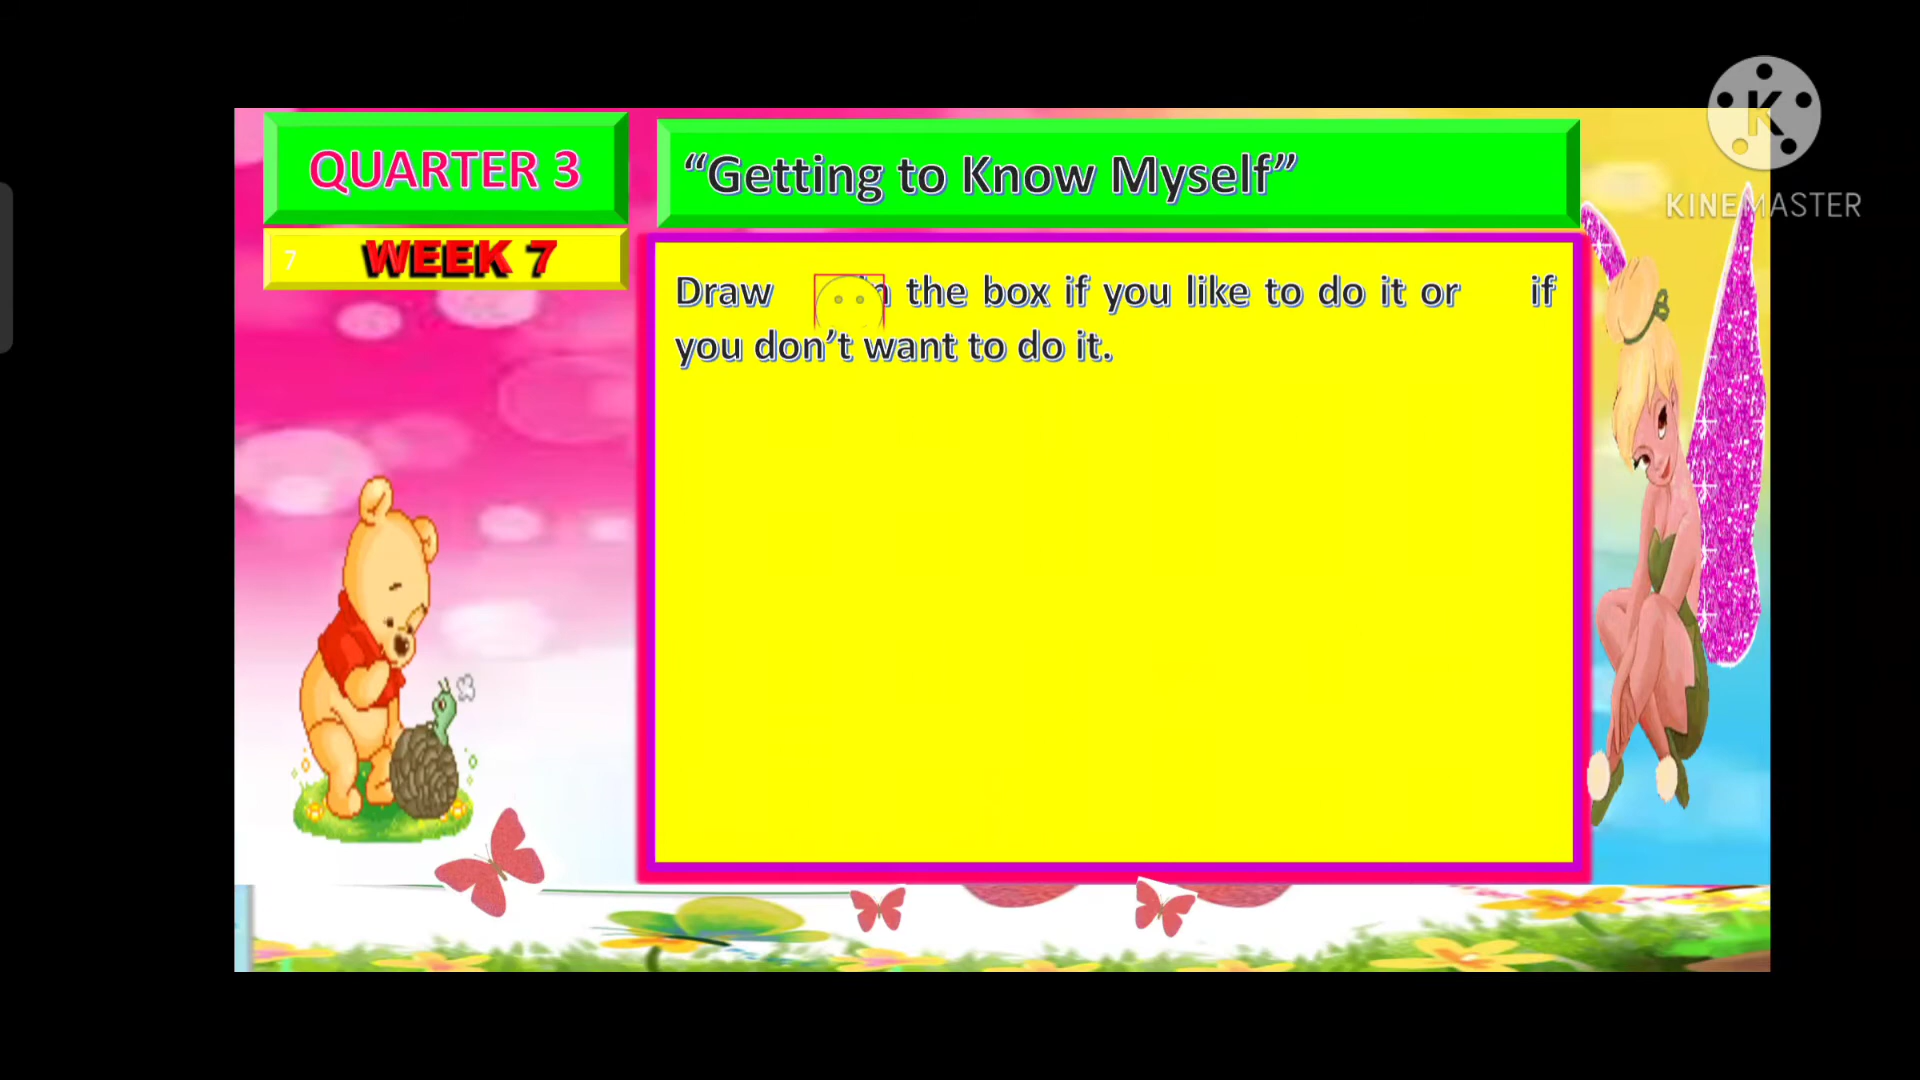 QUARTER 3
"Getting to Know Myself"
K
KINEMASTER
7 WEEK 7
Draw the box if you like to do it or if
you don't want to do it.